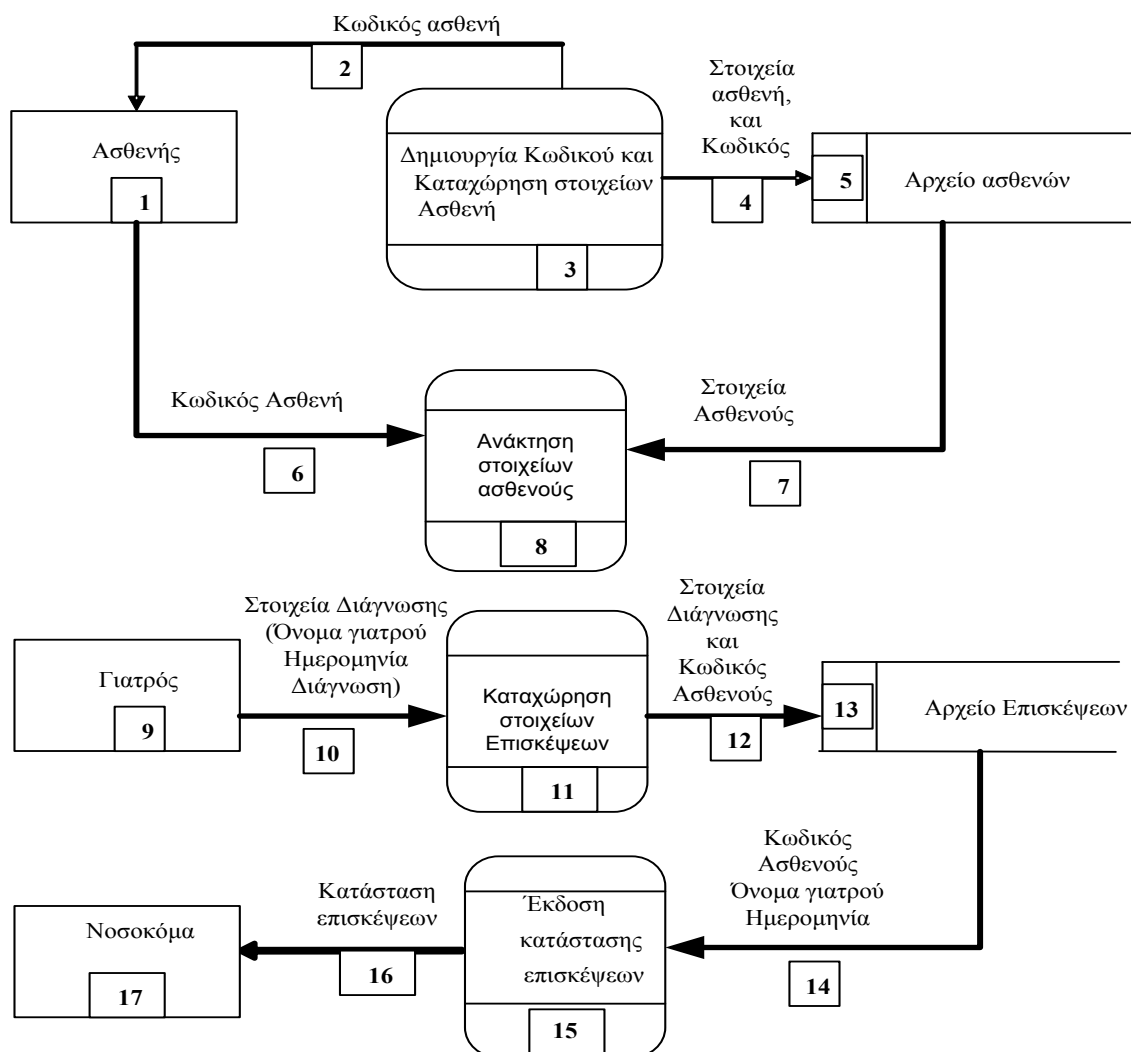 Κωδικός ασθενή
2
Στοιχεία
ασθενή,
και
Κωδικός
Ασθενής
1
Δημιουργία Κωδικού και
Καταχώρηση στοιχείων
Ασθενή
3
4
5
Αρχείο ασθενών
Κωδικός Ασθενή
6
Ανάκτηση
στοιχείων
ασθενούς
8
Στοιχεία
Ασθενούς
7
Γιατρός
9
Στοιχεία Διάγνωσης
(Όνομα γιατρού
Ημερομηνία
Διάγνωση)
10
Καταχώρηση
στοιχείων
Επισκέψεων
11
Στοιχεία
Διάγνωσης
και
Κωδικός
Ασθενούς
12
13
Αρχείο Επισκέψεων
Νοσοκόμα
17
Κατάσταση
επισκέψεων
16
Έκδοση
κατάστασης
επισκέψεων
15
Κωδικός
Ασθενούς
Όνομα γιατρού
Ημερομηνία
14